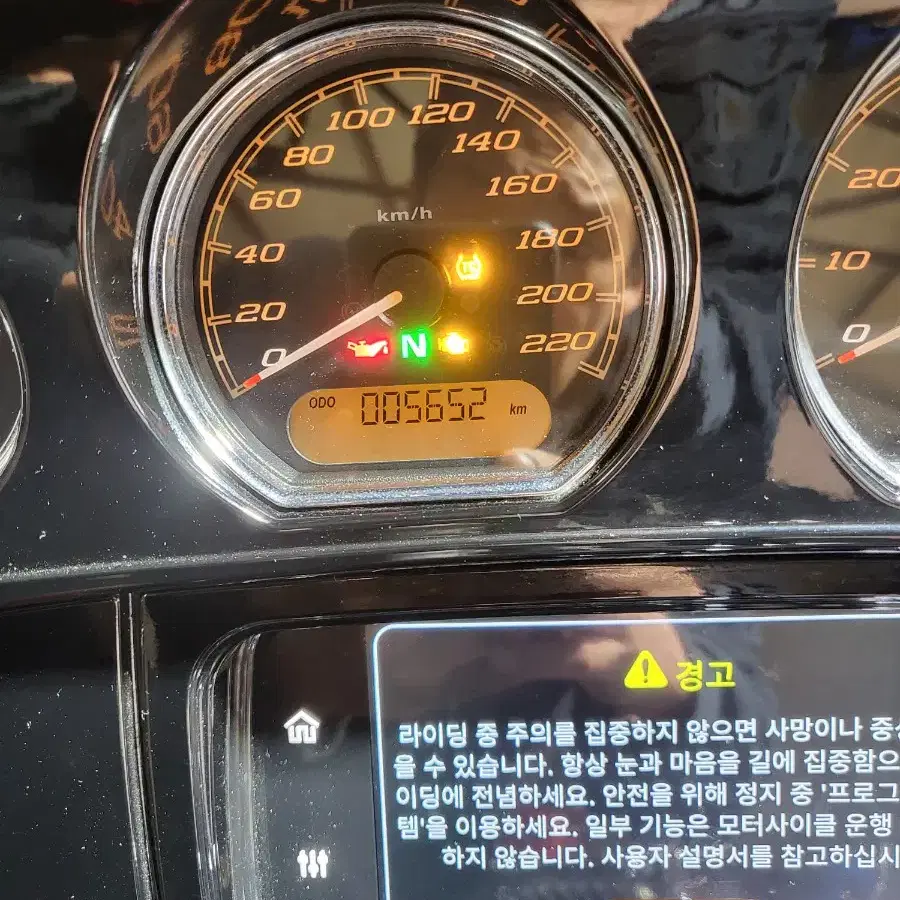 100 120
80 140
60 160
km/h
40 180
20 200
0 N 220
ODO 005652 km
20
10
0
경고
라이딩 중 주의를 집중하지 않으면 사망이나 중상
을 수 있습니다. 항상 눈과 마음을 길에 집중함으
이딩에 전념하세요. 안전을 위해 정지 중 '프로그
템'을 이용하세요. 일부 기능은 모터사이클 운행
하지 않습니다. 사용자 설명서를 참고하십시